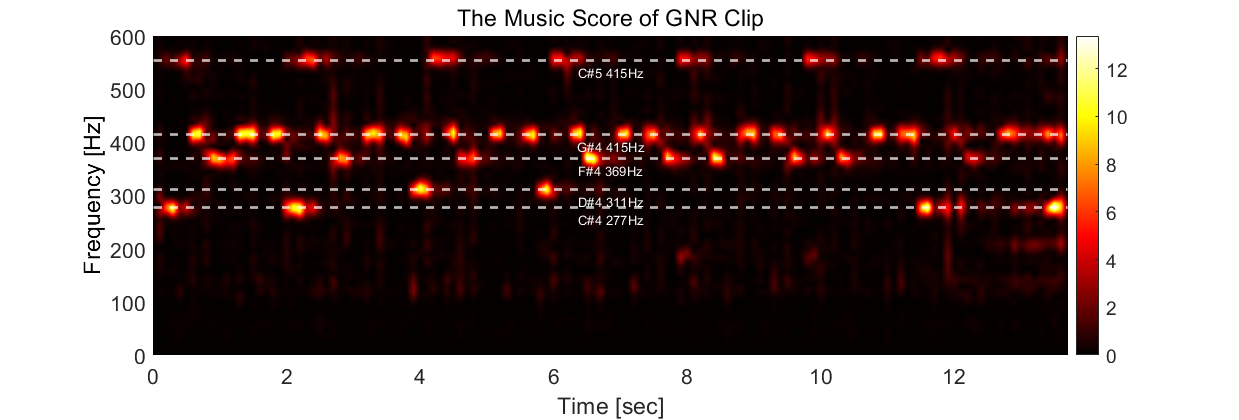 The Music Score of GNR Clip
600
500
400
300
200
100
0
Frequency [Hz]
C#5 415Hz
G#4 415Hz
F#4 369Hz
D#4 311Hz
C#4 277Hz
0 2 4 6 8 10 12
Time [sec]
12
10
8
6
4
2
0